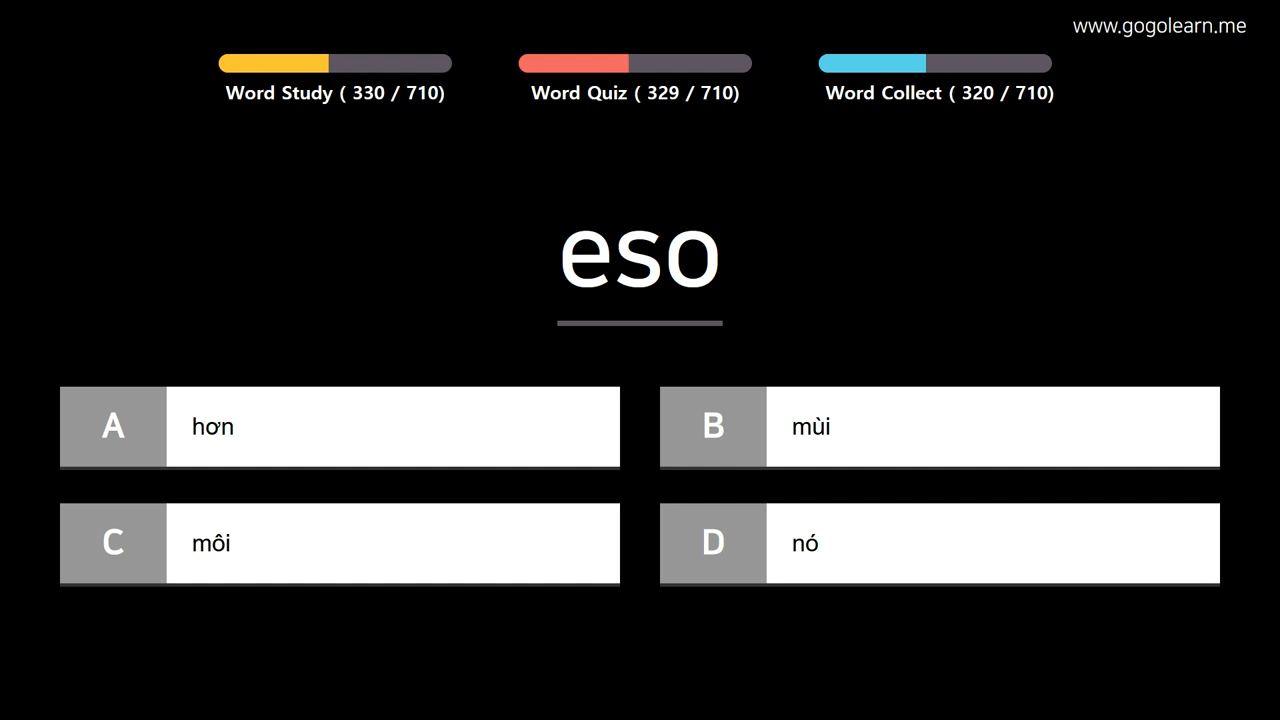 www.gogolearn.me
Word Study ( 330 / 710)
Word Quiz ( 329 / 710)
Word Collect ( 320 / 710)
eso
A
hơn
B
mùi
C
môi
D
nó